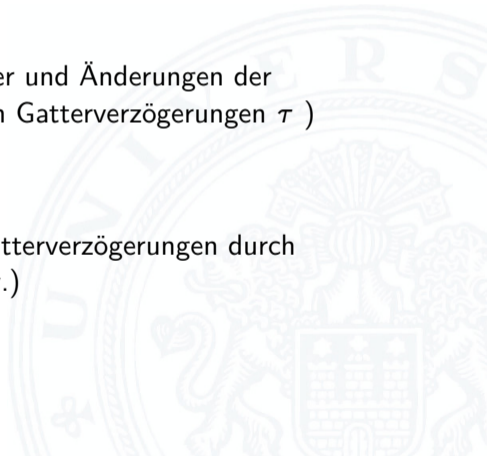 er und Änderungen der
n Gatterverzögerungen τ )
tterverzögerungen durch
.)
U N I V E R S